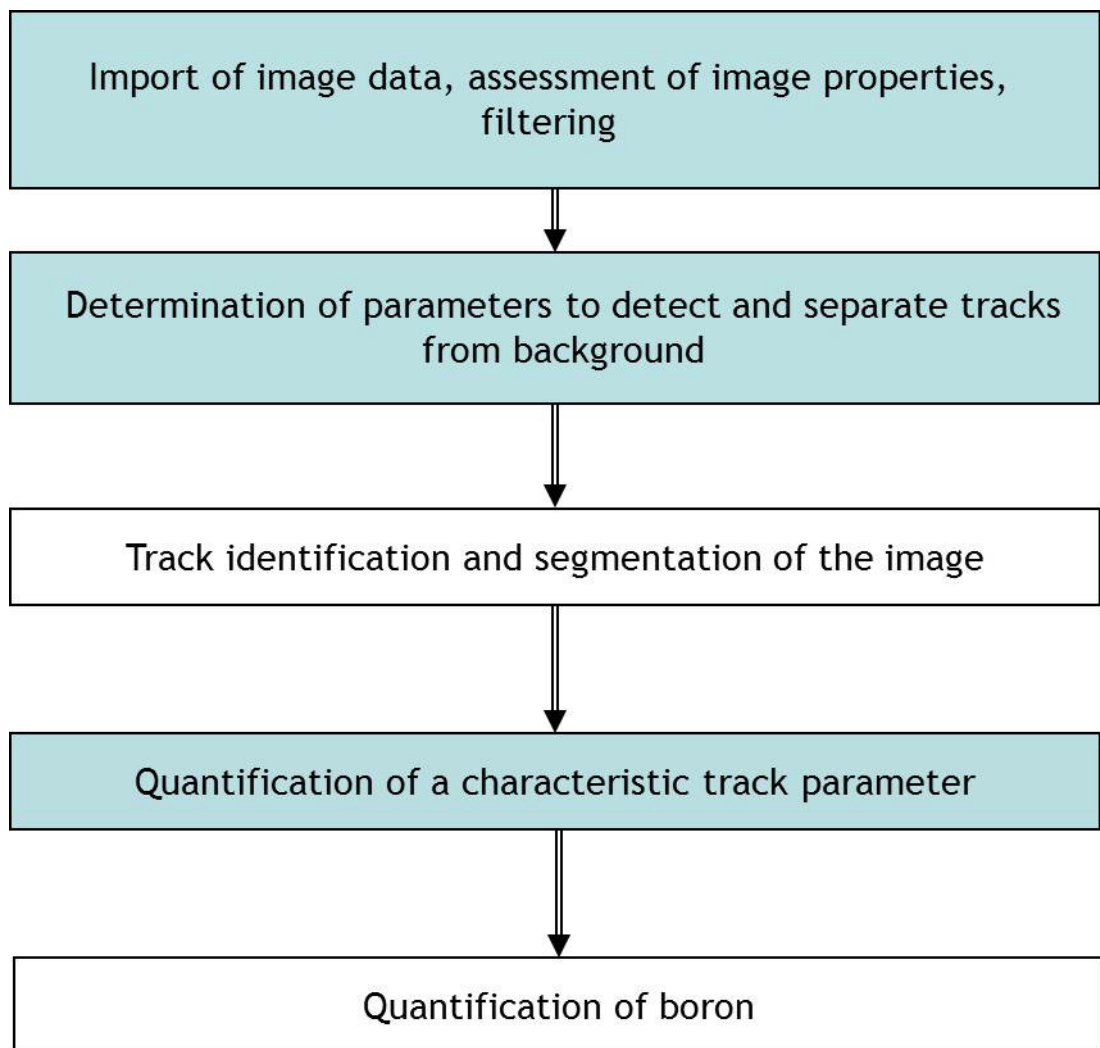 Import of image data, assessment of image properties,
filtering
Determination of parameters to detect and separate tracks
from background
Track identification and segmentation of the image
Quantification of a characteristic track parameter
Quantification of boron